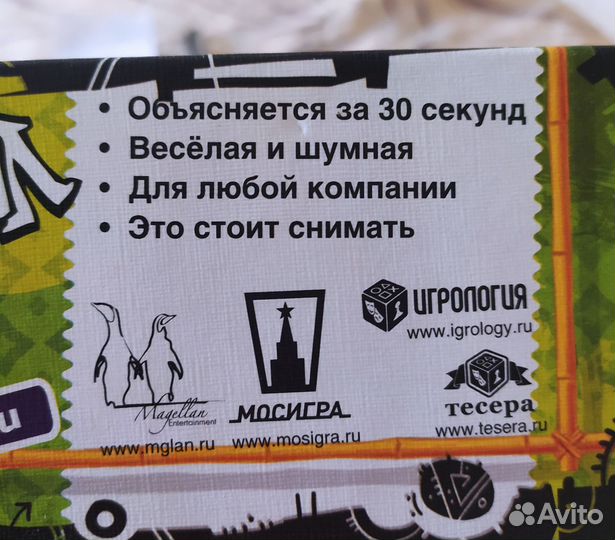 • Объясняется за 30 секунд
• Весёлая и шумная
• Для любой компании
• Это стоит снимать
ИГРОЛОГИЯ
www.igrology.ru
Magellan
Entertainment
www.mglan.ru
МОСИГРА
www.mosigra.ru
тесера
www.tesera.ru
u
Avito